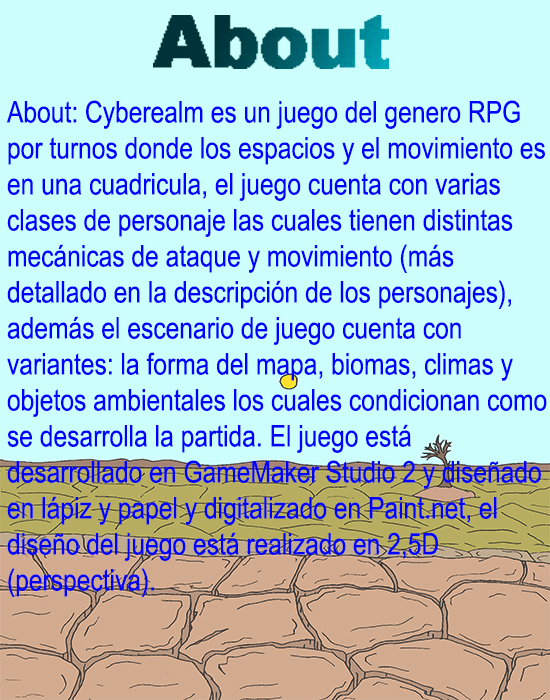 About
About: Cyberealm es un juego del genero RPG
por turnos donde los espacios y el movimiento es
en una cuadricula, el juego cuenta con varias
clases de personaje las cuales tienen distintas
mecánicas de ataque y movimiento (más
detallado en la descripción de los personajes),
además el escenario de juego cuenta con
variantes: la forma del mapa, biomas, climas y
objetos ambientales los cuales condicionan como
se desarrolla la partida. El juego está
desarrollado en GameMaker Studio 2 y diseñado
en lápiz y papel y digitalizado en Paint.net, el
diseño del juego está realizado en 2,5D
(perspectiva).